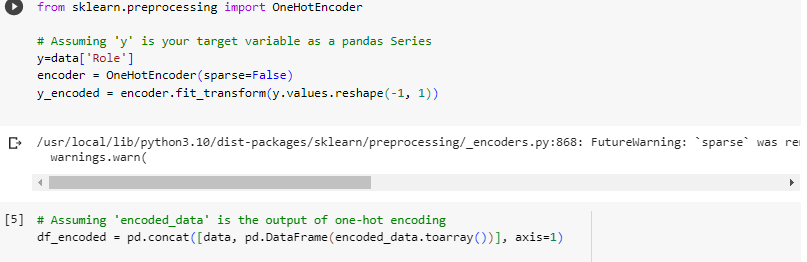 from sklearn.preprocessing import OneHotEncoder
# Assuming 'y' is your target variable as a pandas Series
y=data['Role']
encoder = OneHotEncoder(sparse=False)
y_encoded = encoder.fit_transform(y.values.reshape(-1, 1))
/usr/local/lib/python3.10/dist-packages/sklearn/preprocessing/_encoders.py:868: FutureWarning: `sparse` was
warnings.warn(
[5] # Assuming 'encoded_data' is the output of one-hot encoding
df_encoded = pd.concat([data, pd.DataFrame(encoded_data.toarray())], axis=1)